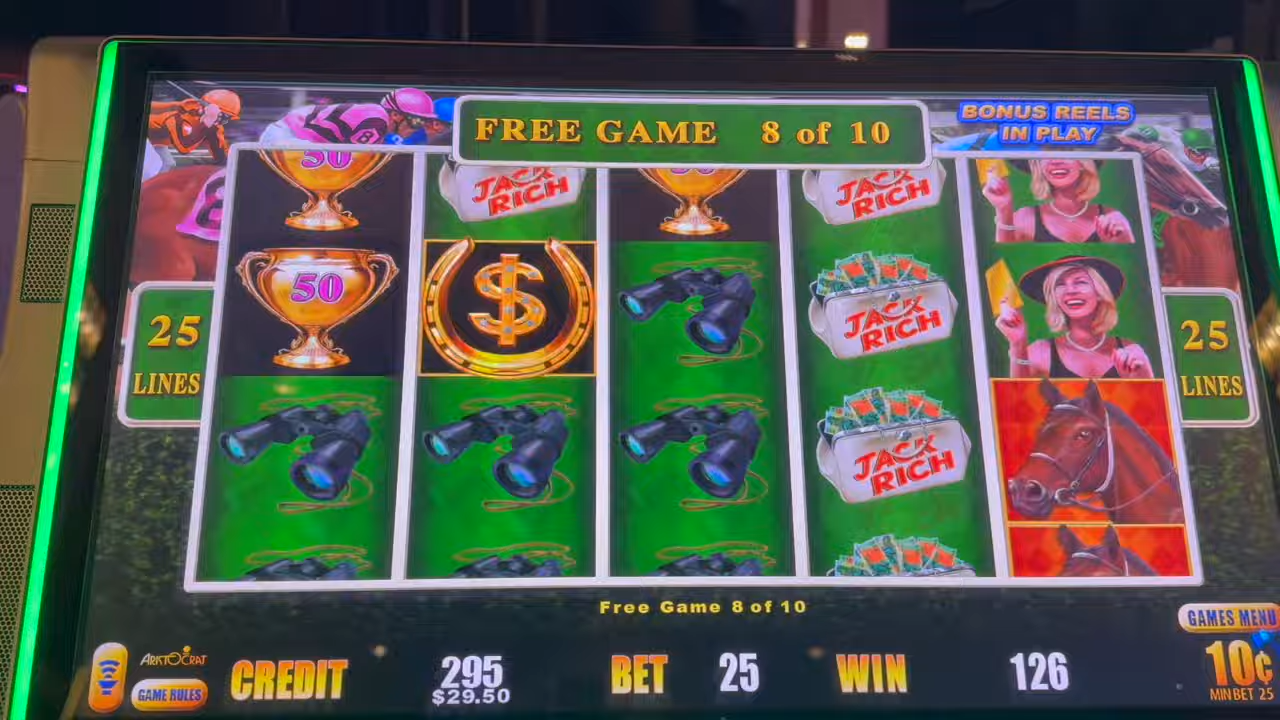 FREE GAME 8 of 10
BONUS REELS
IN PLAY
50
JACK
RICH
JACK
RICH
50
$
JACK
RICH
25
LINES
25
LINES
JACK
RICH
Free Game 8 of 10
GAMES MENU
ARISTOCRAT
GAME RULES
CREDIT
295
$29.50
BET
25
WIN
126
10¢
MIN BET 25